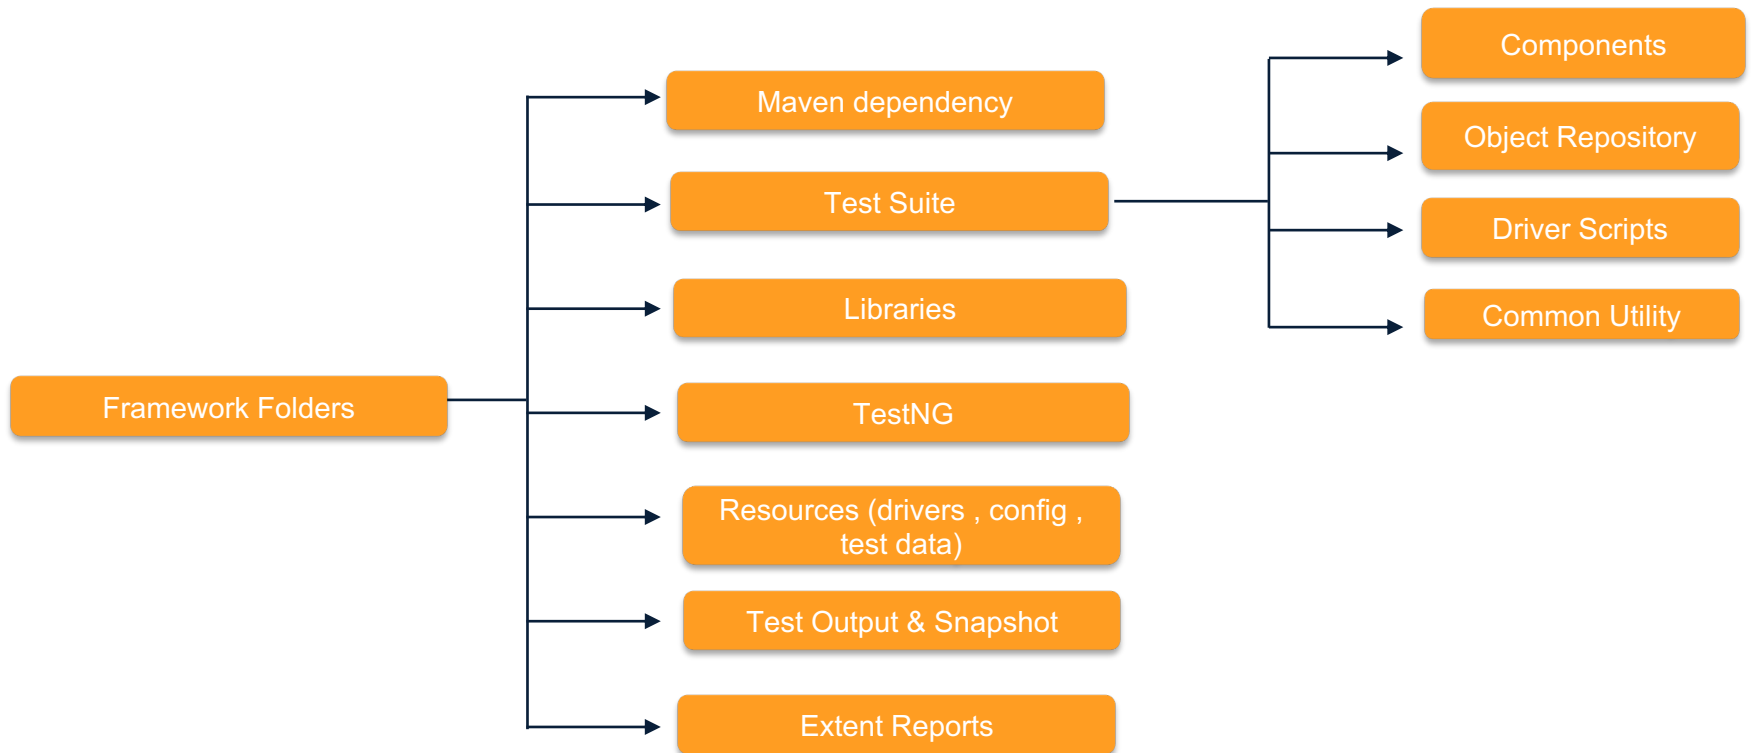 Framework Folders
Maven dependency
Test Suite
Libraries
TestNG
Resources (drivers , config ,
test data)
Test Output & Snapshot
Extent Reports
Components
Object Repository
Driver Scripts
Common Utility